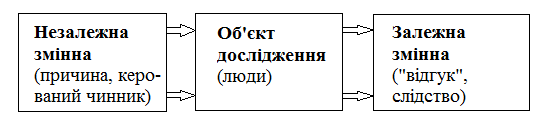 Незалежна
змінна
(причина, керо-
ваний чинник)
Об'єкт
дослідження
(люди)
Залежна
змінна
("відгук",
слідство)